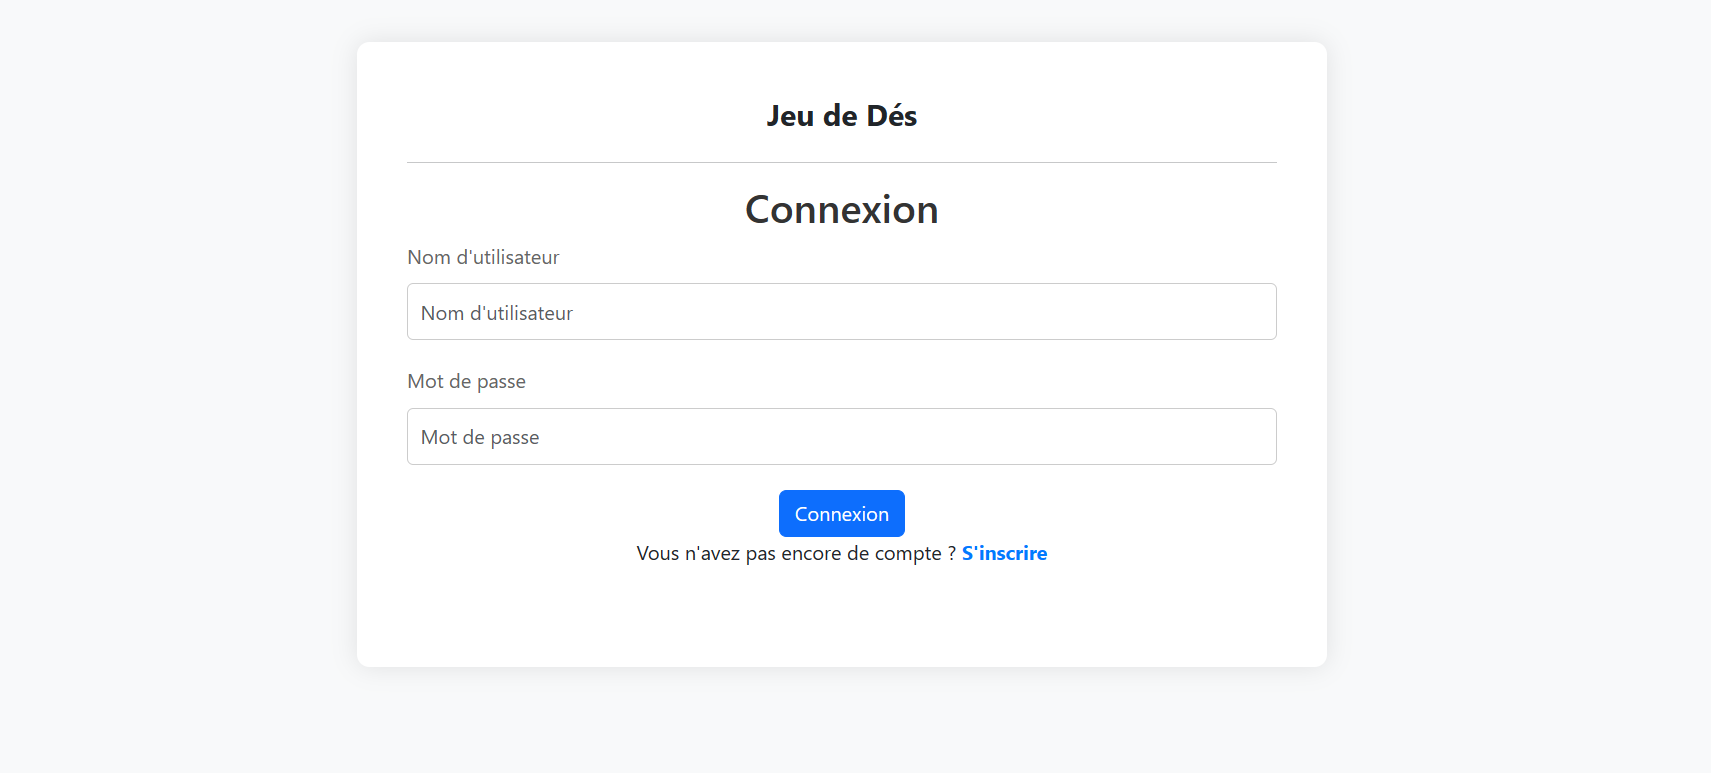 Jeu de Dés
Connexion
Nom d'utilisateur
Nom d'utilisateur
Mot de passe
Mot de passe
Connexion
Vous n'avez pas encore de compte ? S'inscrire